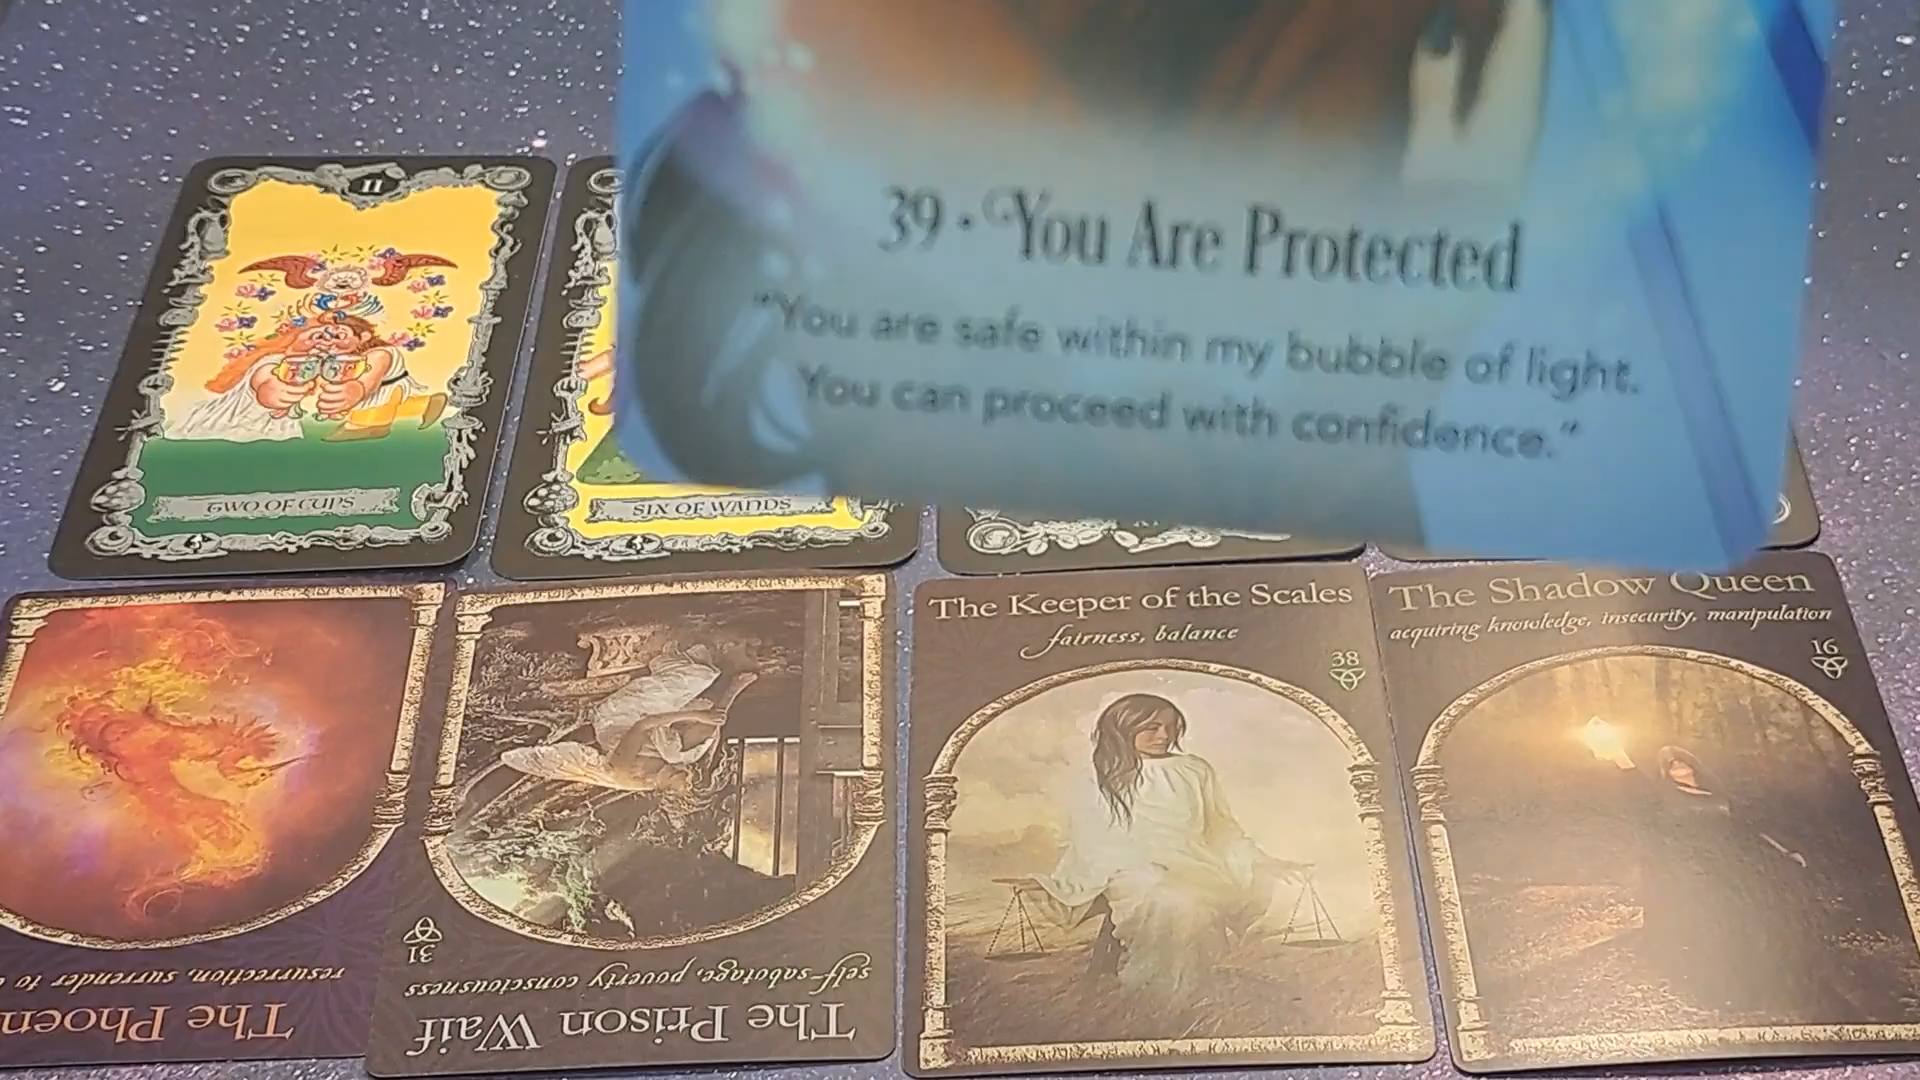 39 · You Are Protected
"You are safe within my bubble of light.
You can proceed with confidence."
II
TWO OF CUPS
SIX OF WANDS
The Keeper of the Scales
fairness, balance
38
The Shadow Queen
acquiring knowledge, insecurity, manipulation
16
31
self-sabotage, poverty consciousness
The Prison Waif
resurrection, surrender to
The